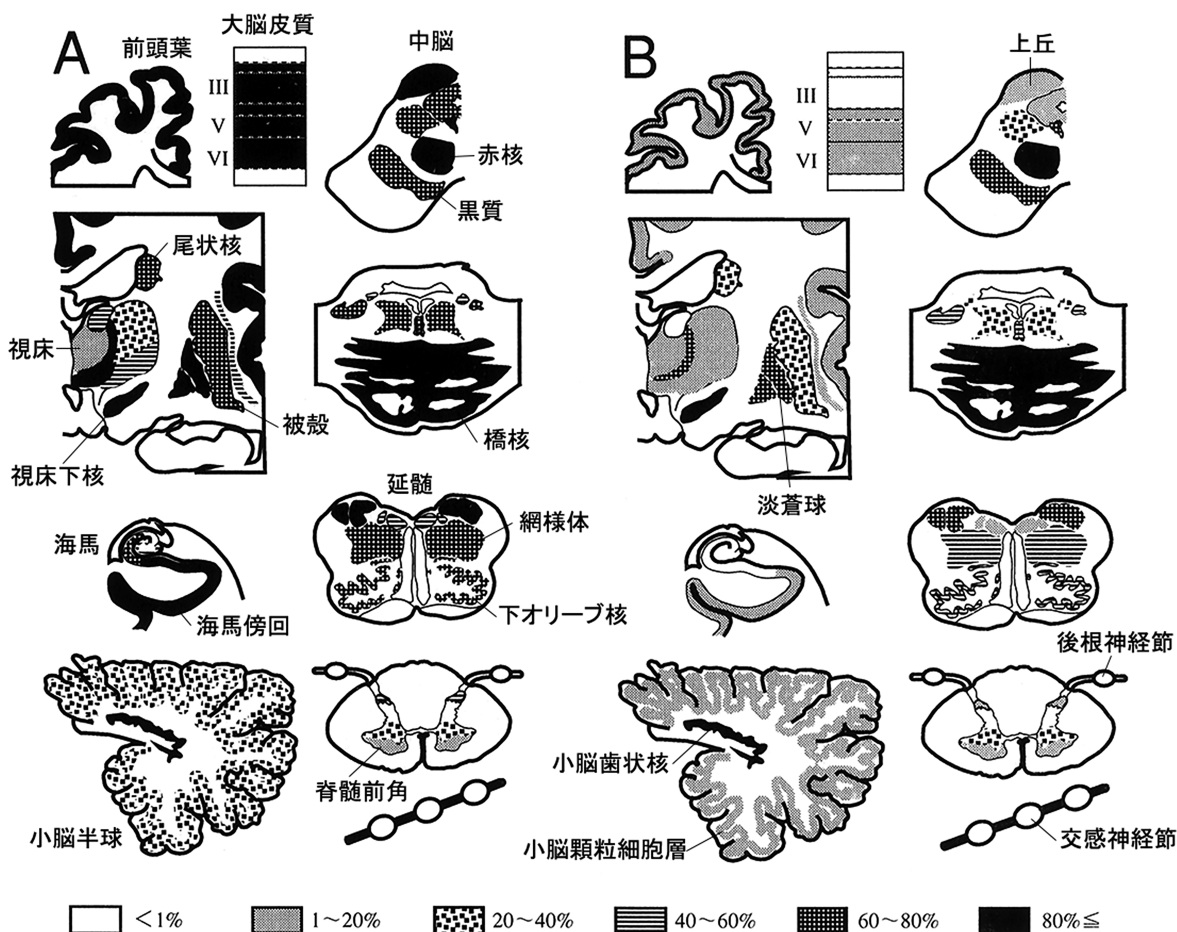 A
前頭葉
大脳皮質
III
V
VI
中脳
赤核
黒質
尾状核
視床
視床下核
被殻
橋核
海馬
海馬傍回
延髄
網様体
下オリーブ核
小脳半球
脊髄前角
B
III
V
VI
上丘
淡蒼球
小脳歯状核
小脳顆粒細胞層
後根神経節
交感神経節
<1%
1~20%
20~40%
40~60%
60~80%
80%≦